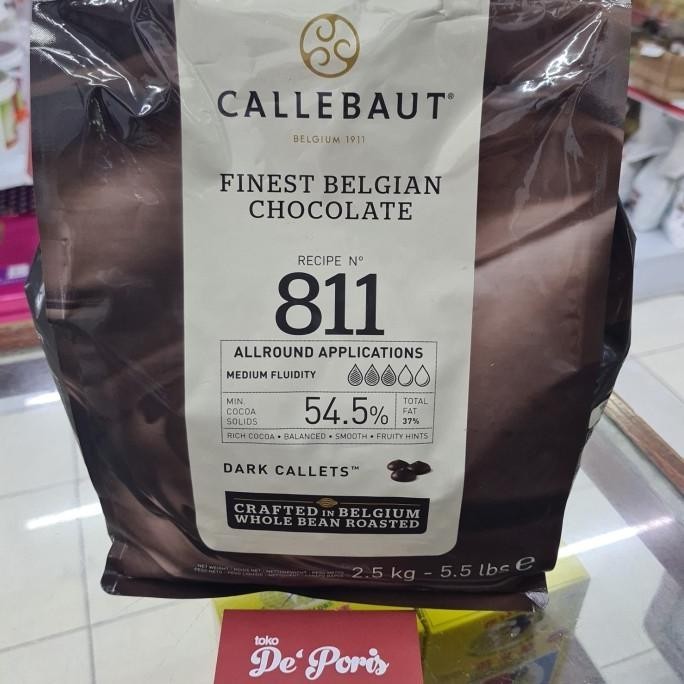 CALLEBAUT®
BELGIUM 1911
FINEST BELGIAN
CHOCOLATE
RECIPE N°
811
ALLROUND APPLICATIONS
MEDIUM FLUIDITY
MIN. COCOA SOLIDS 54.5% TOTAL FAT 37%
RICH COCOA • BALANCED • SMOOTH • FRUITY HINTS
DARK CALLETS™
CRAFTED IN BELGIUM
WHOLE BEAN ROASTED
2.5 kg - 5.5 lbs e
toko
De' Poris